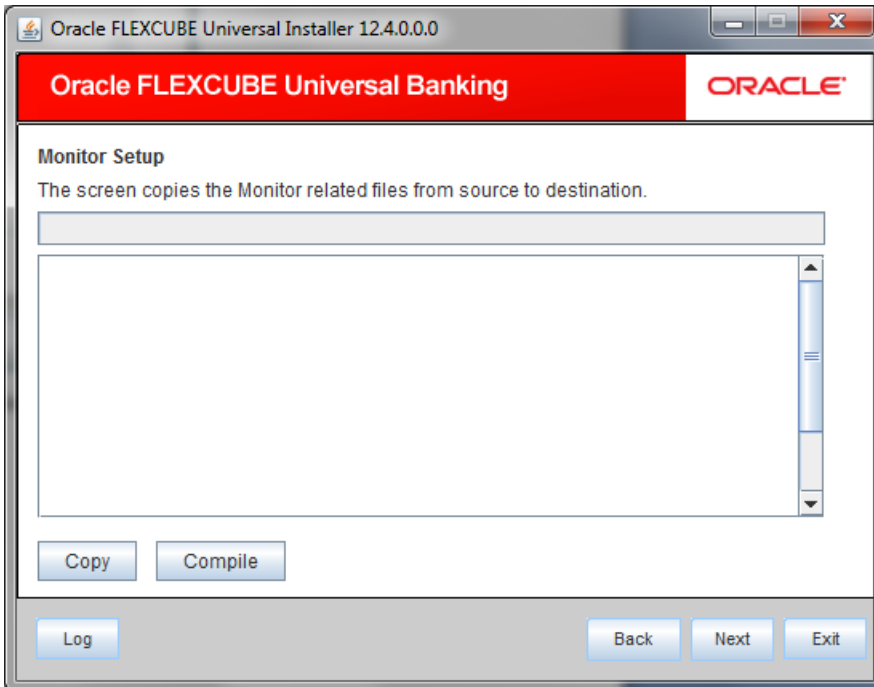 Oracle FLEXCUBE Universal Installer 12.4.0.0.0
Oracle FLEXCUBE Universal Banking
ORACLE
Monitor Setup
The screen copies the Monitor related files from source to destination.
Copy Compile
Log Back Next Exit